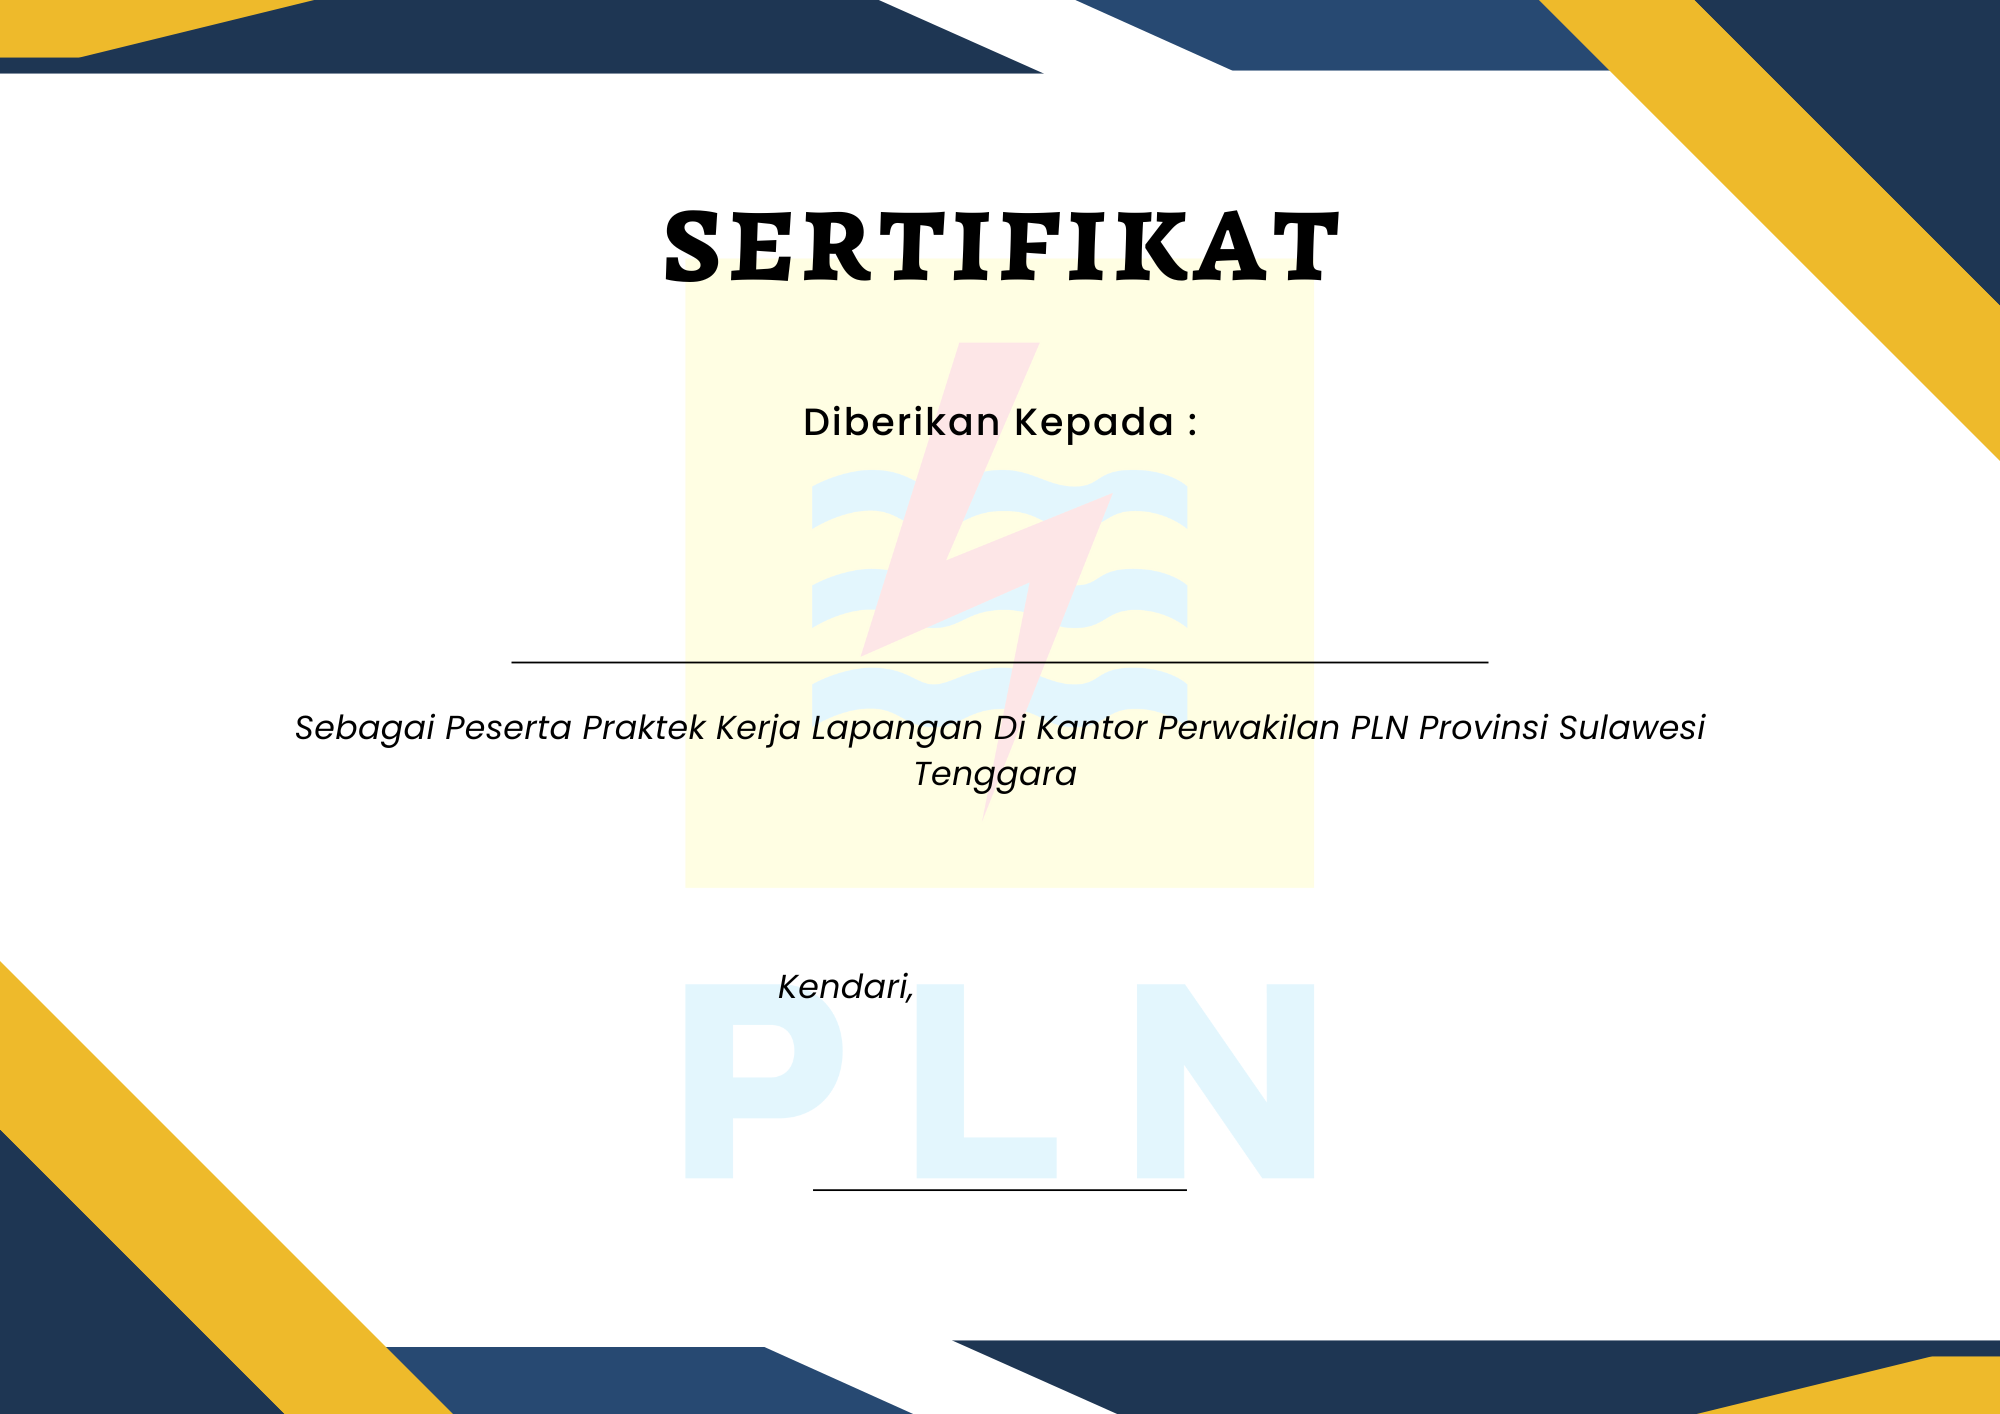 SERTIFIKAT
Diberikan Kepada :
Sebagai Peserta Praktek Kerja Lapangan Di Kantor Perwakilan PLN Provinsi Sulawesi
Tenggara
Kendari,
PLN